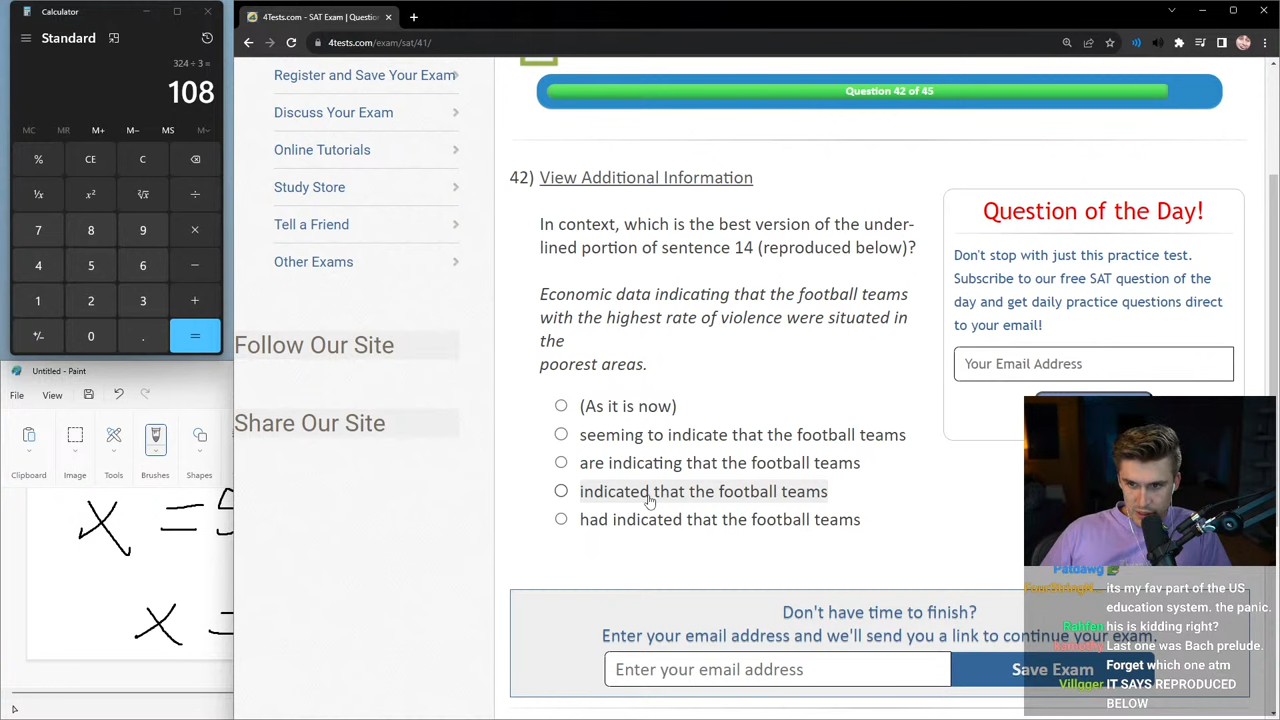 Calculator
Standard
324 ÷ 3 =
108
MC MR M+ M− MS M˅
% CE C
¹/x x² ²√x ÷
7 8 9 ×
4 5 6 −
1 2 3 +
+/− 0 . =
Untitled - Paint
File View
Clipboard Image Tools Brushes Shapes
x = 5
x =
4Tests.com - SAT Exam | Question
4tests.com/exam/sat/41/
Register and Save Your Exam
Discuss Your Exam
Online Tutorials
Study Store
Tell a Friend
Other Exams
Follow Our Site
Share Our Site
Question 42 of 45
42) View Additional Information
In context, which is the best version of the under-
lined portion of sentence 14 (reproduced below)?
Economic data indicating that the football teams
with the highest rate of violence were situated in
the
poorest areas.
(As it is now)
seeming to indicate that the football teams
are indicating that the football teams
indicated that the football teams
had indicated that the football teams
Question of the Day!
Don't stop with just this practice test.
Subscribe to our free SAT question of the
day and get daily practice questions direct
to your email!
Your Email Address
Don't have time to finish?
Enter your email address and we'll send you a link to continue your exam.
Enter your email address
Save Exam
Patdawg
its my fav part of the US
education system. the panic.
his is kidding right?
Last one was Bach prelude.
Forget which one atm
Villgger IT SAYS REPRODUCED
BELOW